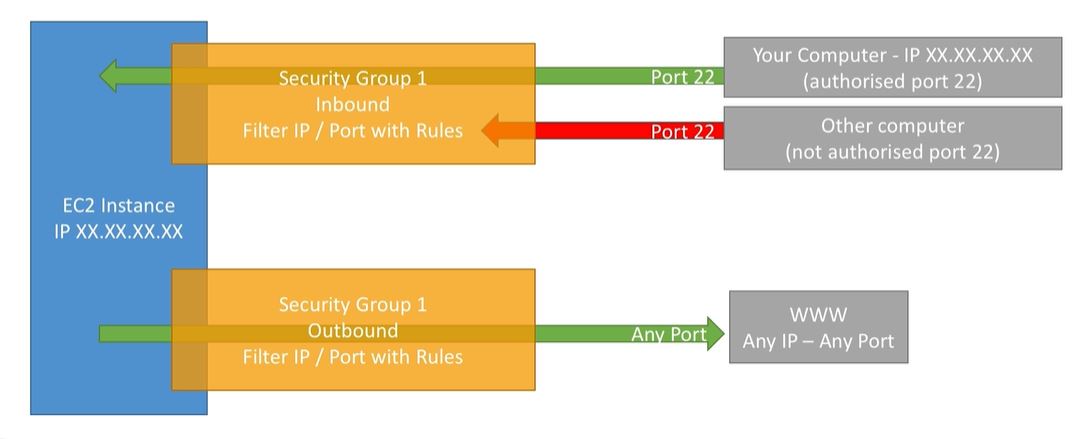 Security Group 1
Inbound
Filter IP / Port with Rules
Port 22
Your Computer - IP XX.XX.XX.XX
(authorised port 22)
Port 22
Other computer
(not authorised port 22)
EC2 Instance
IP XX.XX.XX.XX
Security Group 1
Outbound
Filter IP / Port with Rules
Any Port
WWW
Any IP – Any Port